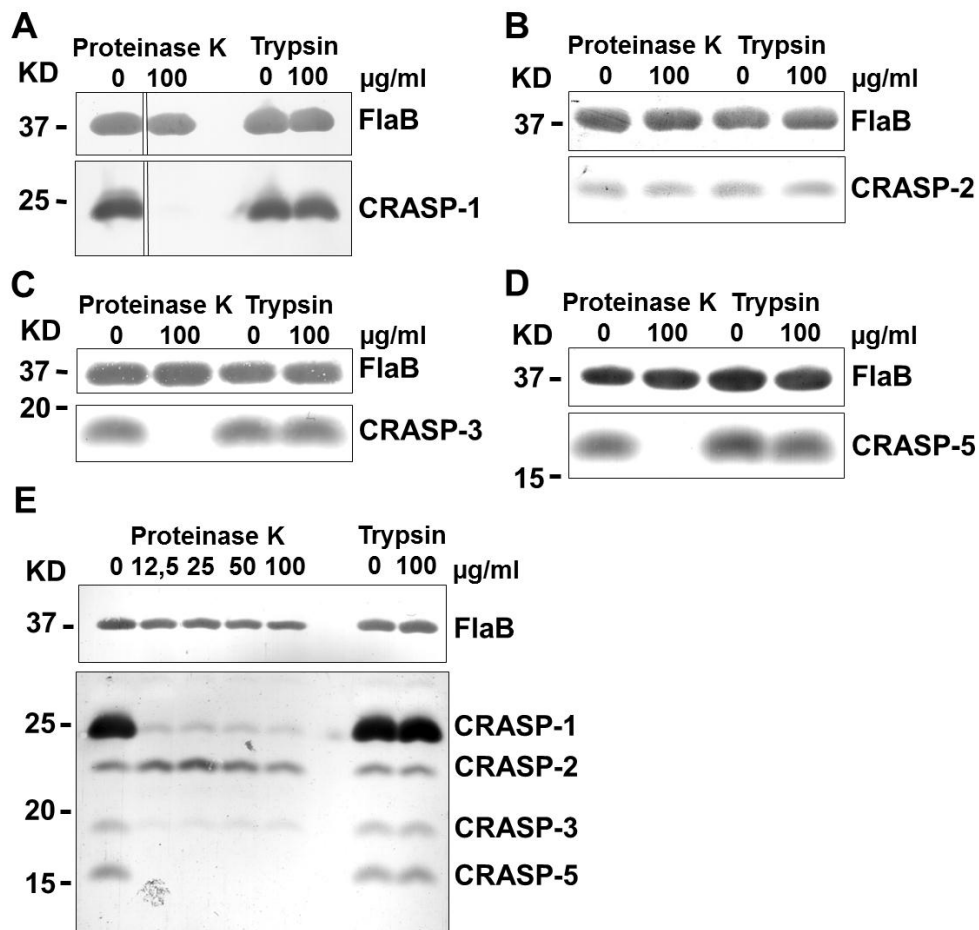 A
Proteinase K Trypsin
KD 0 100 0 100 µg/ml
37 - FlaB
25 - CRASP-1
B
Proteinase K Trypsin
KD 0 100 0 100 µg/ml
37 - FlaB
CRASP-2
C
Proteinase K Trypsin
KD 0 100 0 100 µg/ml
37 - FlaB
20 -
CRASP-3
D
Proteinase K Trypsin
KD 0 100 0 100 µg/ml
37 - FlaB
CRASP-5
15 -
E
Proteinase K Trypsin
KD 0 12,5 25 50 100 0 100 µg/ml
37 - FlaB
25 - CRASP-1
CRASP-2
20 -
CRASP-3
15 - CRASP-5